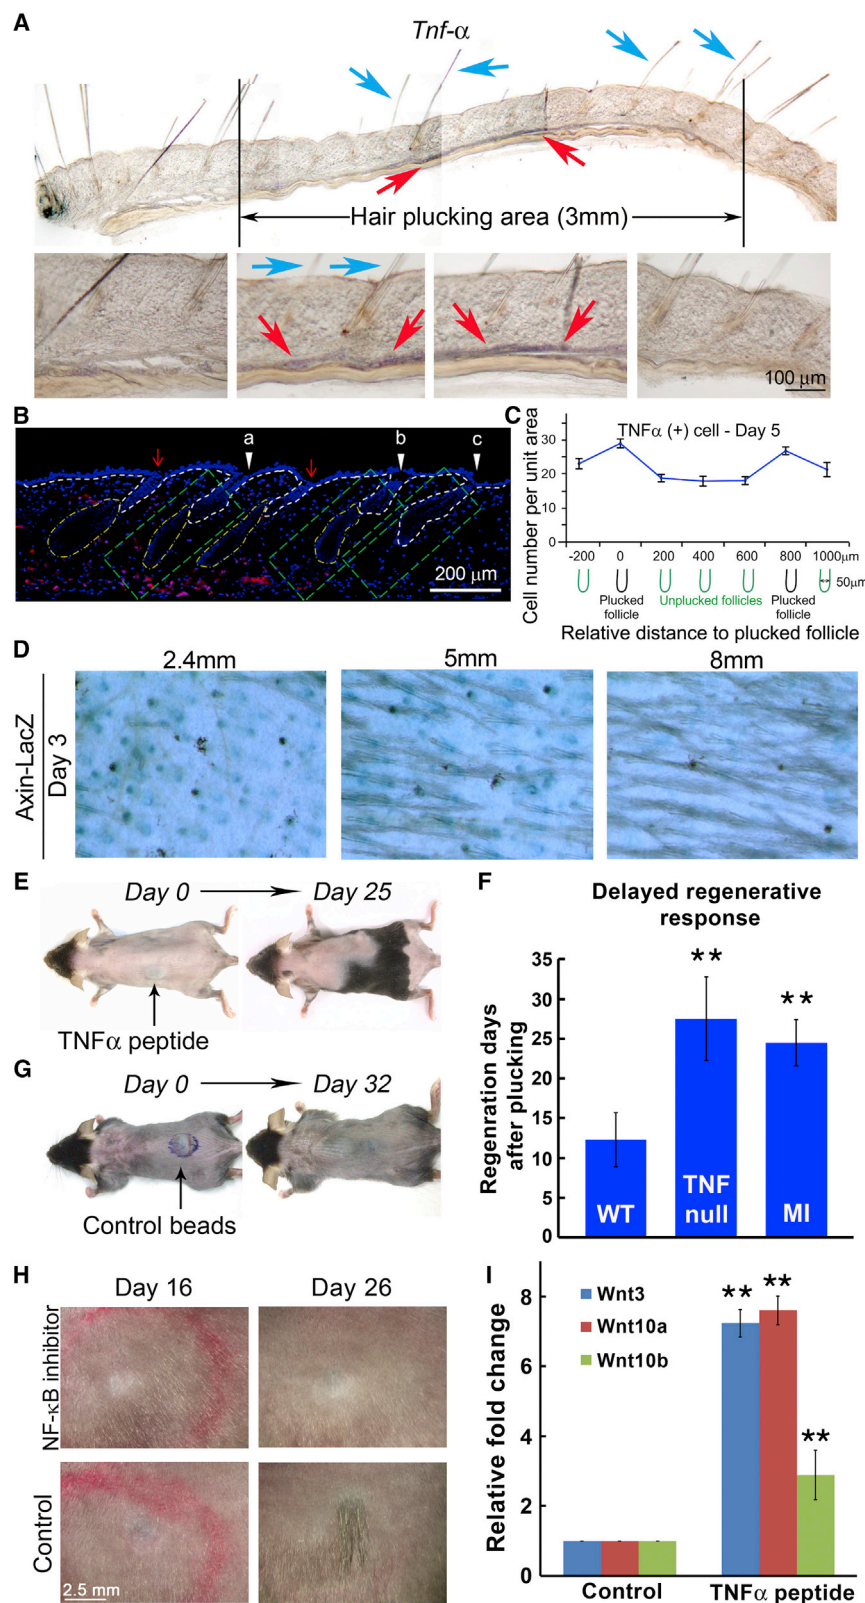 A
Tnf-α
Hair plucking area (3mm)
100 μm
B
a
b
c
200 μm
C
TNFα (+) cell - Day 5
Cell number per unit area
30
20
10
0
-200
0
200
400
600
800
1000μm
50μm
Plucked
follicle
Unplucked follicles
Plucked
follicle
Relative distance to plucked follicle
D
2.4mm
5mm
8mm
Axin-LacZ
Day 3
E
Day 0
Day 25
TNFα peptide
F
Delayed regenerative
response
Regenration days
after plucking
35
30
25
20
15
10
5
0
**
**
WT
TNF
null
MI
G
Day 0
Day 32
Control beads
H
Day 16
Day 26
NF-κB inhibitor
Control
2.5 mm
I
Relative fold change
8
6
4
2
0
Wnt3
Wnt10a
Wnt10b
**
**
**
Control
TNFα peptide